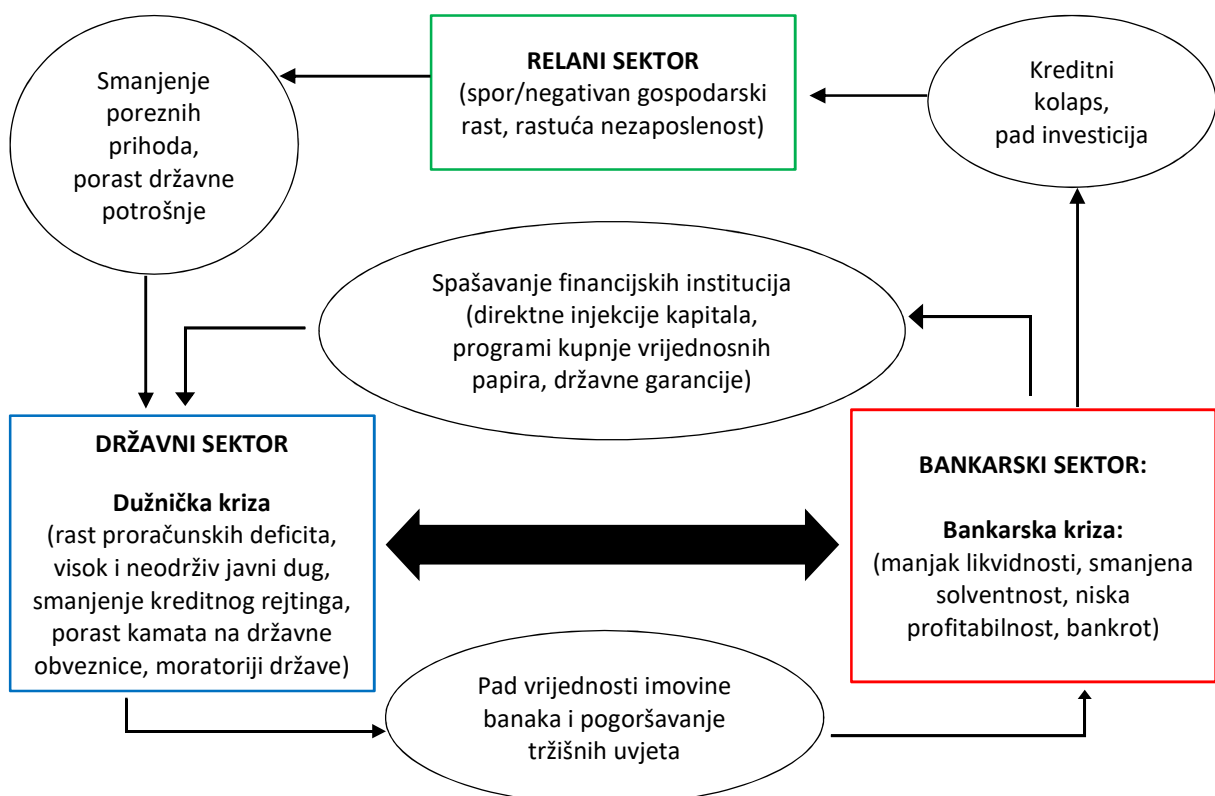 Smanjenje
poreznih
prihoda,
porast državne
potrošnje
RELANI SEKTOR
(spor/negativan gospodarski
rast, rastuća nezaposlenost)
Kreditni
kolaps,
pad investicija
Spašavanje financijskih institucija
(direktne injekcije kapitala,
programi kupnje vrijednosnih
papira, državne garancije)
DRŽAVNI SEKTOR
Dužnička kriza
(rast proračunskih deficita,
visok i neodrživ javni dug,
smanjenje kreditnog rejtinga,
porast kamata na državne
obveznice, moratoriji države)
BANKARSKI SEKTOR:
Bankarska kriza:
(manjak likvidnosti, smanjena
solventnost, niska
profitabilnost, bankrot)
Pad vrijednosti imovine
banaka i pogoršavanje
tržišnih uvjeta